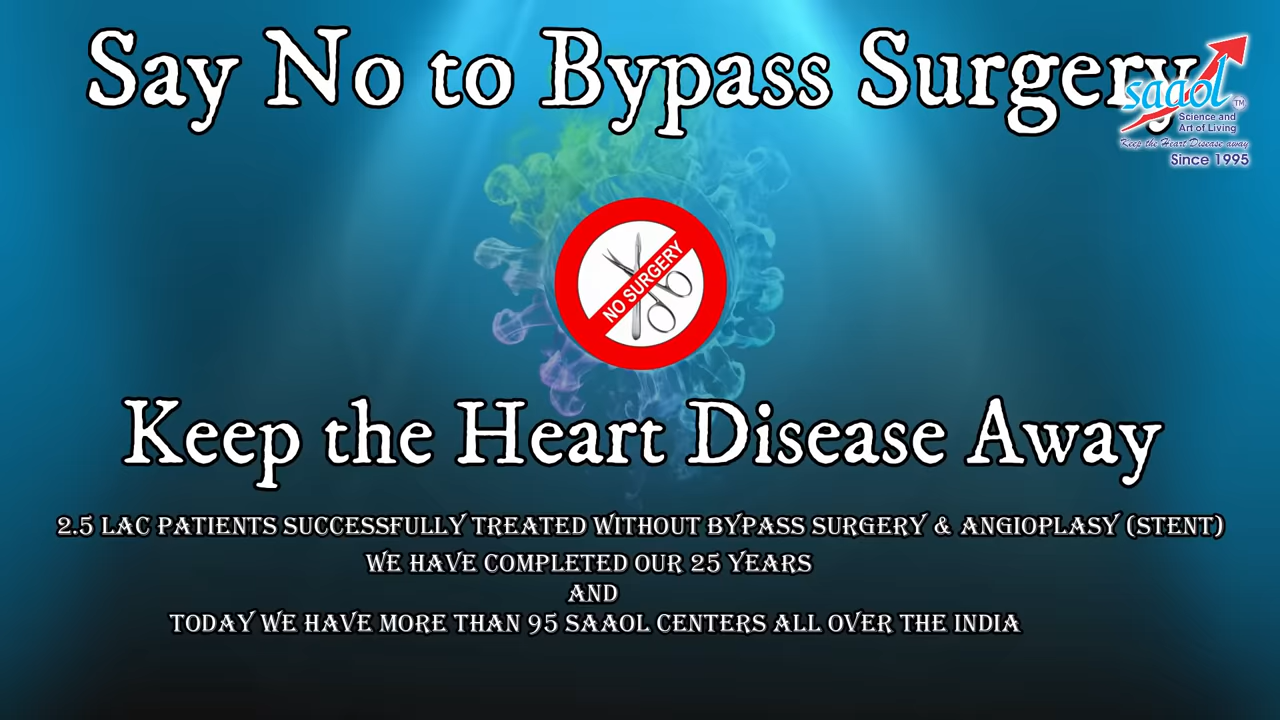 Say No to Bypass Surgery
saaol TM
Science and
Art of Living
Keep the Heart Disease away
Since 1995
NO SURGERY
Keep the Heart Disease Away
2.5 LAC PATIENTS SUCCESSFULLY TREATED WITHOUT BYPASS SURGERY & ANGIOPLASY (STENT)
WE HAVE COMPLETED OUR 25 YEARS
AND
TODAY WE HAVE MORE THAN 95 SAAOL CENTERS ALL OVER THE INDIA